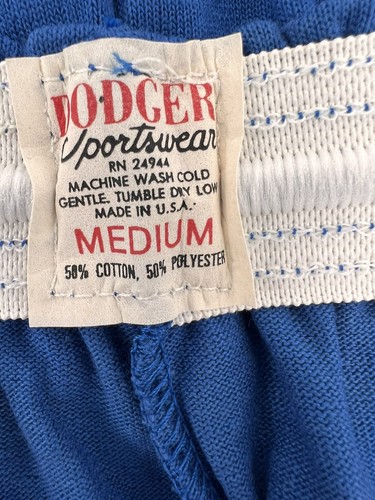 DODGER
Sportswear
RN 24944
MACHINE WASH COLD
GENTLE, TUMBLE DRY LOW
MADE IN U.S.A.
MEDIUM
50% COTTON, 50% POLYESTER